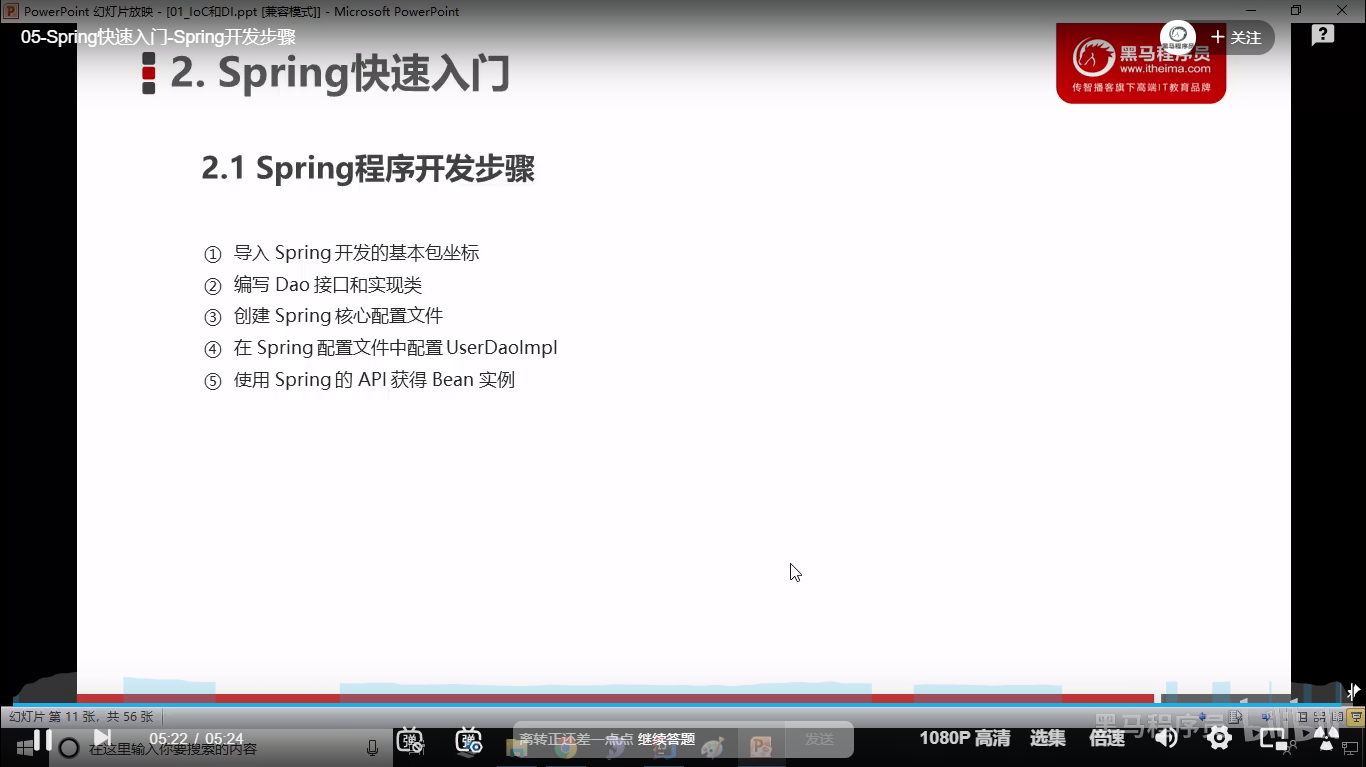 PowerPoint 幻灯片放映 - [01_IoC和DI.ppt [兼容模式]] - Microsoft PowerPoint
05-Spring快速入门-Spring开发步骤
+ 关注
?
2. Spring快速入门
黑马程序员
www.itheima.com
传智播客旗下高端IT教育品牌
2.1 Spring程序开发步骤
① 导入 Spring 开发的基本包坐标
② 编写 Dao 接口和实现类
③ 创建 Spring 核心配置文件
④ 在 Spring 配置文件中配置 UserDaoImpl
⑤ 使用 Spring 的 API 获得 Bean 实例
幻灯片 第 11 张，共 56 张
黑马程序员 bilibili
05:22 / 05:24
在这里输入你要搜索的内容
弹
弹
离转正还差一点点 继续答题
发送
1080P 高清
选集
倍速